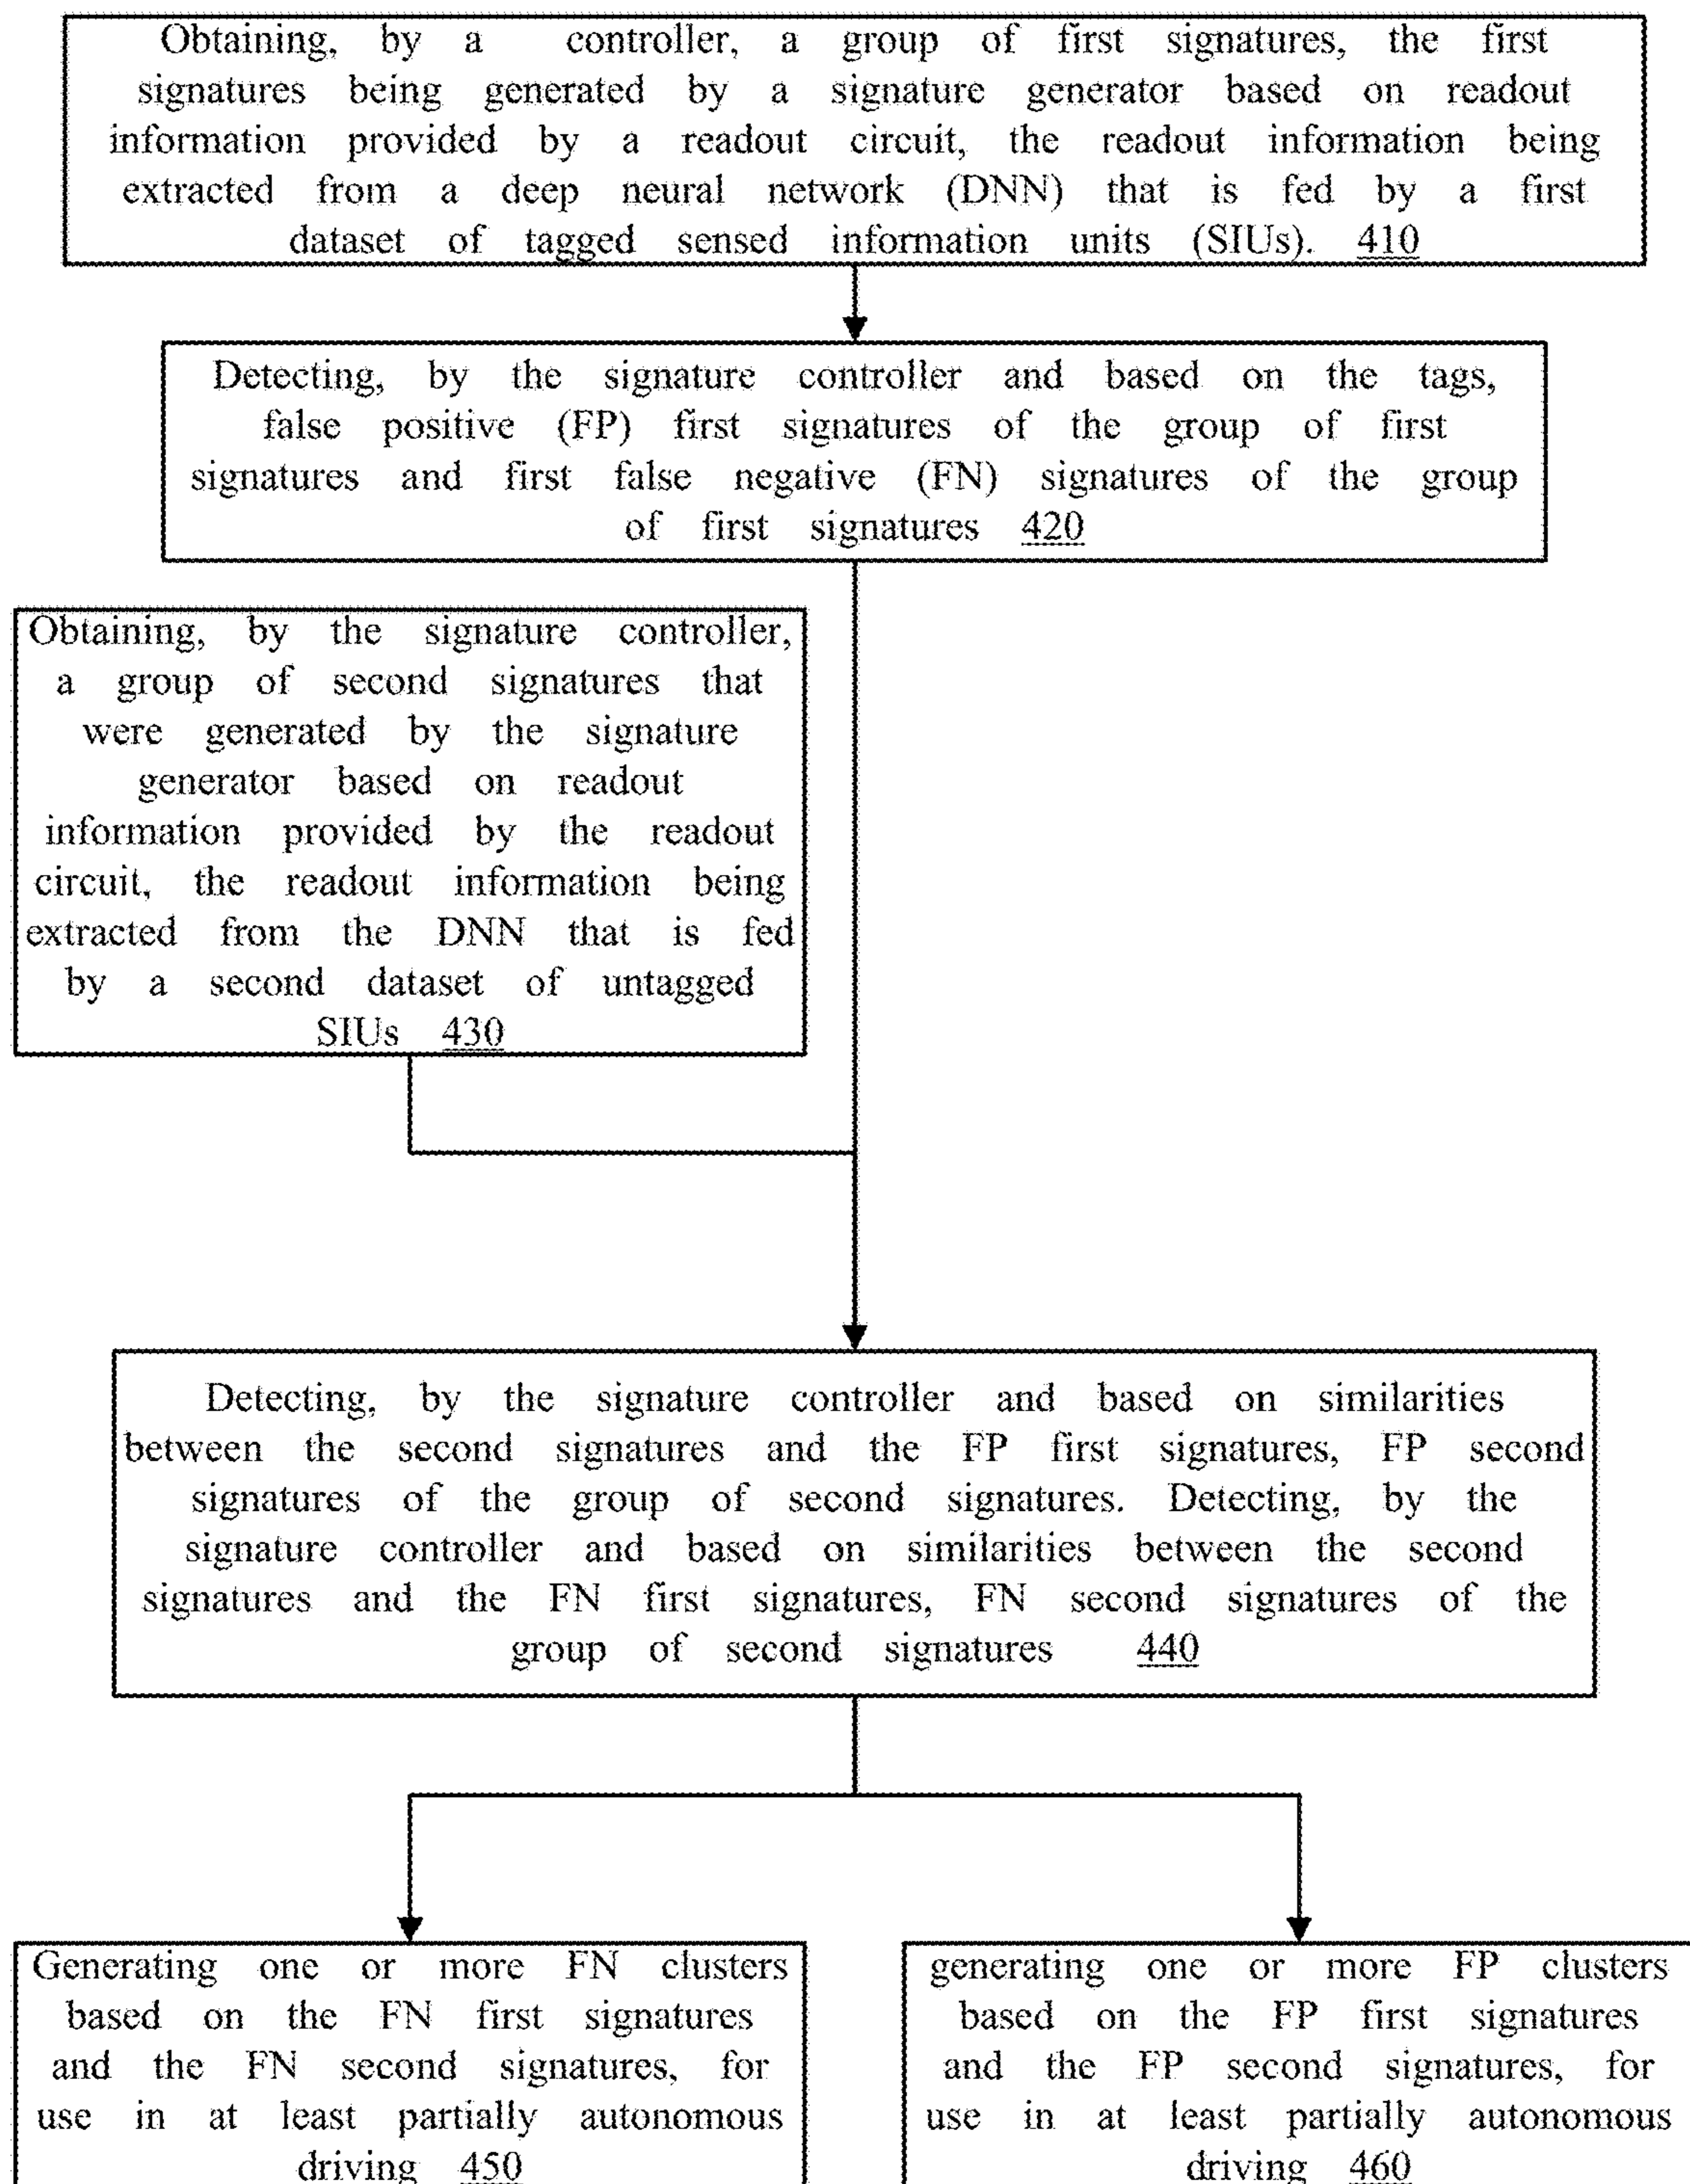 Obtaining, by a controller, a group of first signatures, the first
signatures being generated by a signature generator based on readout
information provided by a readout circuit, the readout information being
extracted from a deep neural network (DNN) that is fed by a first
dataset of tagged sensed information units (SIUs). 410
Detecting, by the signature controller and based on the tags,
false positive (FP) first signatures of the group of first
signatures and first false negative (FN) signatures of the group
of first signatures 420
Obtaining, by the signature controller,
a group of second signatures that
were generated by the signature
generator based on readout
information provided by the readout
circuit, the readout information being
extracted from the DNN that is fed
by a second dataset of untagged
SIUs 430
Detecting, by the signature controller and based on similarities
between the second signatures and the FP first signatures, FP second
signatures of the group of second signatures. Detecting, by the
signature controller and based on similarities between the second
signatures and the FN first signatures, FN second signatures of the
group of second signatures 440
Generating one or more FN clusters
based on the FN first signatures
and the FN second signatures, for
use in at least partially autonomous
driving 450
generating one or more FP clusters
based on the FP first signatures
and the FP second signatures, for
use in at least partially autonomous
driving 460